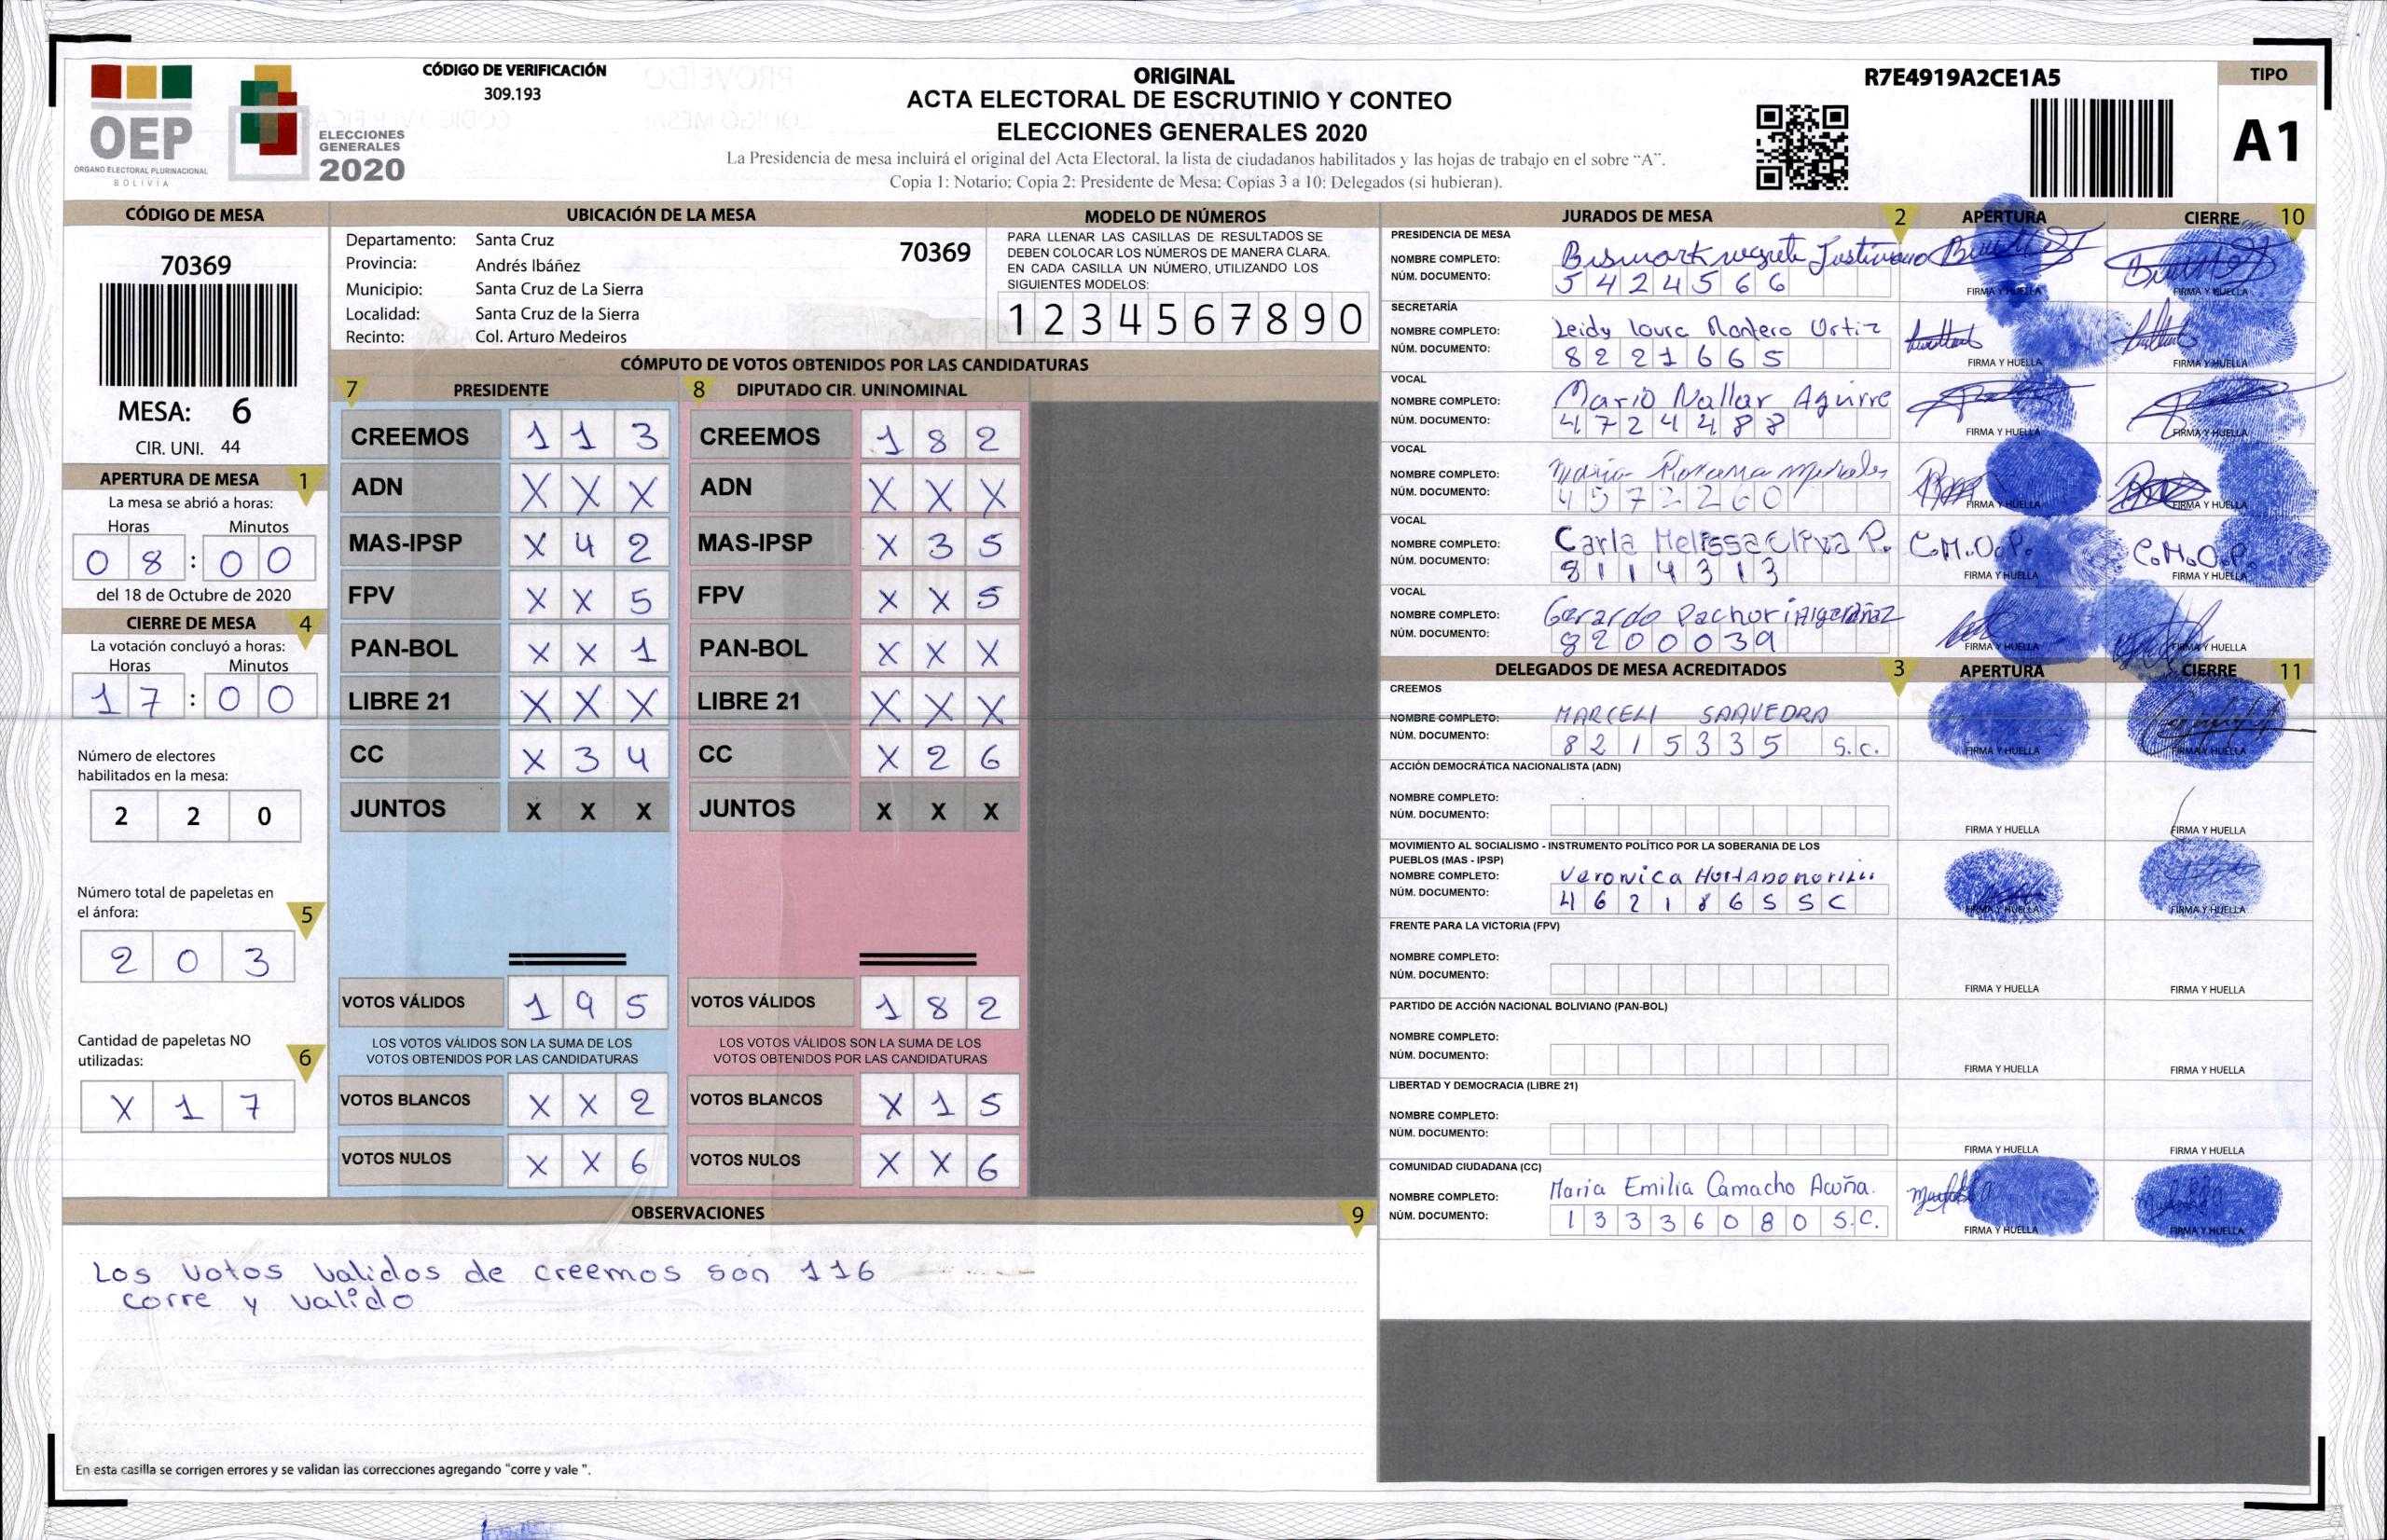 OEP
ÓRGANO ELECTORAL PLURINACIONAL
BOLIVIA
ELECCIONES
GENERALES
2020
CÓDIGO DE VERIFICACIÓN
309.193
ORIGINAL
ACTA ELECTORAL DE ESCRUTINIO Y CONTEO
ELECCIONES GENERALES 2020
La Presidencia de mesa incluirá el original del Acta Electoral, la lista de ciudadanos habilitados y las hojas de trabajo en el sobre “A”.
Copia 1: Notario; Copia 2: Presidente de Mesa; Copias 3 a 10: Delegados (si hubieran).
R7E4919A2CE1A5
TIPO
A1
CÓDIGO DE MESA
70369
MESA: 6
CIR. UNI. 44
APERTURA DE MESA 1
La mesa se abrió a horas:
Horas Minutos
0 8 : 0 0
del 18 de Octubre de 2020
CIERRE DE MESA 4
La votación concluyó a horas:
Horas Minutos
1 7 : 0 0
Número de electores
habilitados en la mesa:
2 2 0
Número total de papeletas en
el ánfora: 5
2 0 3
Cantidad de papeletas NO
utilizadas: 6
X 1 7
UBICACIÓN DE LA MESA
Departamento: Santa Cruz
70369
Provincia: Andrés Ibáñez
Municipio: Santa Cruz de La Sierra
Localidad: Santa Cruz de la Sierra
Recinto: Col. Arturo Medeiros
MODELO DE NÚMEROS
PARA LLENAR LAS CASILLAS DE RESULTADOS SE
DEBEN COLOCAR LOS NÚMEROS DE MANERA CLARA.
EN CADA CASILLA UN NÚMERO, UTILIZANDO LOS
SIGUIENTES MODELOS:
1 2 3 4 5 6 7 8 9 0
CÓMPUTO DE VOTOS OBTENIDOS POR LAS CANDIDATURAS
7 PRESIDENTE
CREEMOS 1 1 3
ADN X X X
MAS-IPSP X 4 2
FPV X X 5
PAN-BOL X X 1
LIBRE 21 X X X
CC X 3 4
JUNTOS X X X
VOTOS VÁLIDOS 1 9 5
LOS VOTOS VÁLIDOS SON LA SUMA DE LOS
VOTOS OBTENIDOS POR LAS CANDIDATURAS
VOTOS BLANCOS X X 2
VOTOS NULOS X X 6
8 DIPUTADO CIR. UNINOMINAL
CREEMOS 1 8 2
ADN X X X
MAS-IPSP X 3 5
FPV X X 5
PAN-BOL X X X
LIBRE 21 X X X
CC X 2 6
JUNTOS X X X
VOTOS VÁLIDOS 1 8 2
LOS VOTOS VÁLIDOS SON LA SUMA DE LOS
VOTOS OBTENIDOS POR LAS CANDIDATURAS
VOTOS BLANCOS X 1 5
VOTOS NULOS X X 6
OBSERVACIONES 9
Los votos validos de creemos son 116
corre y valido
En esta casilla se corrigen errores y se validan las correcciones agregando "corre y vale ".
JURADOS DE MESA 2 APERTURA CIERRE 10
PRESIDENCIA DE MESA
NOMBRE COMPLETO: Bismark Justiniano
NÚM. DOCUMENTO: 5 4 2 4 5 6 6
FIRMA Y HUELLA FIRMA Y HUELLA
SECRETARÍA
NOMBRE COMPLETO: Leidy Laura Montero Ortiz
NÚM. DOCUMENTO: 8 2 2 1 6 6 5
FIRMA Y HUELLA FIRMA Y HUELLA
VOCAL
NOMBRE COMPLETO: Mario Nallar Aguirre
NÚM. DOCUMENTO: 4 7 2 4 4 8 8
FIRMA Y HUELLA FIRMA Y HUELLA
VOCAL
NOMBRE COMPLETO: Maria
NÚM. DOCUMENTO: 4 5 7 2 2 6 0
FIRMA Y HUELLA FIRMA Y HUELLA
VOCAL
NOMBRE COMPLETO: Carla Melissa Oliva P. C.M.O.P. C.M.O.P.
NÚM. DOCUMENTO: 8 1 1 4 3 1 3
FIRMA Y HUELLA FIRMA Y HUELLA
VOCAL
NOMBRE COMPLETO: Gerardo Pachuri
NÚM. DOCUMENTO: 8 2 0 0 0 3 9
FIRMA Y HUELLA FIRMA Y HUELLA
DELEGADOS DE MESA ACREDITADOS 3 APERTURA CIERRE 11
CREEMOS
NOMBRE COMPLETO: MARCELI SAAVEDRA
NÚM. DOCUMENTO: 8 2 1 5 3 3 5 S.C.
FIRMA Y HUELLA FIRMA Y HUELLA
ACCIÓN DEMOCRÁTICA NACIONALISTA (ADN)
NOMBRE COMPLETO:
NÚM. DOCUMENTO:
FIRMA Y HUELLA FIRMA Y HUELLA
MOVIMIENTO AL SOCIALISMO - INSTRUMENTO POLÍTICO POR LA SOBERANIA DE LOS
PUEBLOS (MAS - IPSP)
NOMBRE COMPLETO: Veronica
NÚM. DOCUMENTO: 4 6 2 1 8 6 5 S C
FIRMA Y HUELLA FIRMA Y HUELLA
FRENTE PARA LA VICTORIA (FPV)
NOMBRE COMPLETO:
NÚM. DOCUMENTO:
FIRMA Y HUELLA FIRMA Y HUELLA
PARTIDO DE ACCIÓN NACIONAL BOLIVIANO (PAN-BOL)
NOMBRE COMPLETO:
NÚM. DOCUMENTO:
FIRMA Y HUELLA FIRMA Y HUELLA
LIBERTAD Y DEMOCRACIA (LIBRE 21)
NOMBRE COMPLETO:
NÚM. DOCUMENTO:
FIRMA Y HUELLA FIRMA Y HUELLA
COMUNIDAD CIUDADANA (CC)
NOMBRE COMPLETO: Maria Emilia Camacho Acuña.
NÚM. DOCUMENTO: 1 3 3 3 6 0 8 0 S.C.
FIRMA Y HUELLA FIRMA Y HUELLA